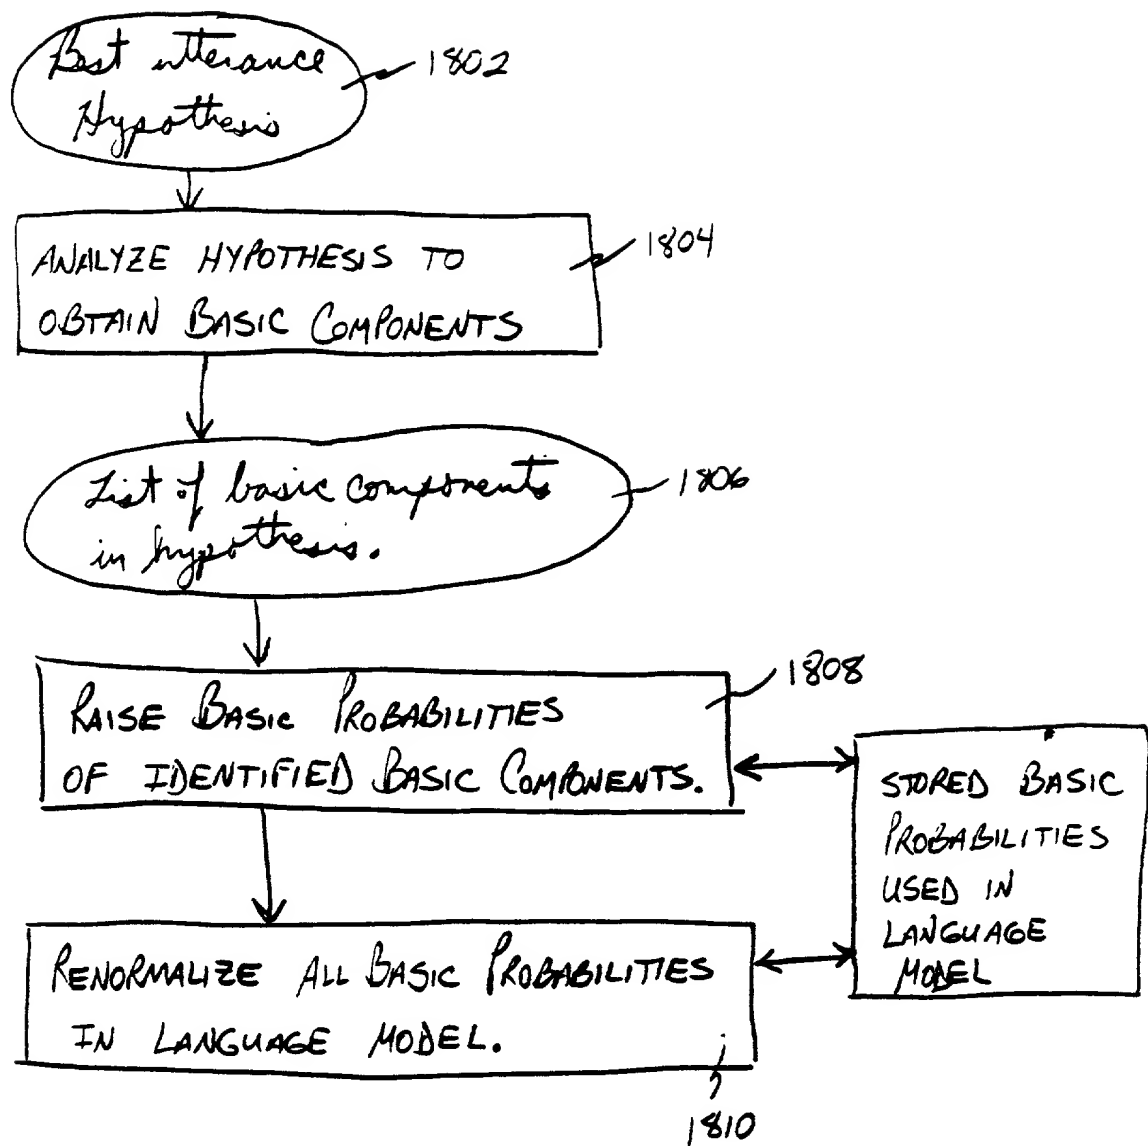 Best utterance
Hypothesis
1802
ANALYZE HYPOTHESIS TO
OBTAIN BASIC COMPONENTS
1804
List of basic components
in hypothesis.
1806
RAISE BASIC PROBABILITIES
OF IDENTIFIED BASIC COMPONENTS.
1808
STORED BASIC
PROBABILITIES
USED IN
LANGUAGE
MODEL
RENORMALIZE ALL BASIC PROBABILITIES
IN LANGUAGE MODEL.
1810